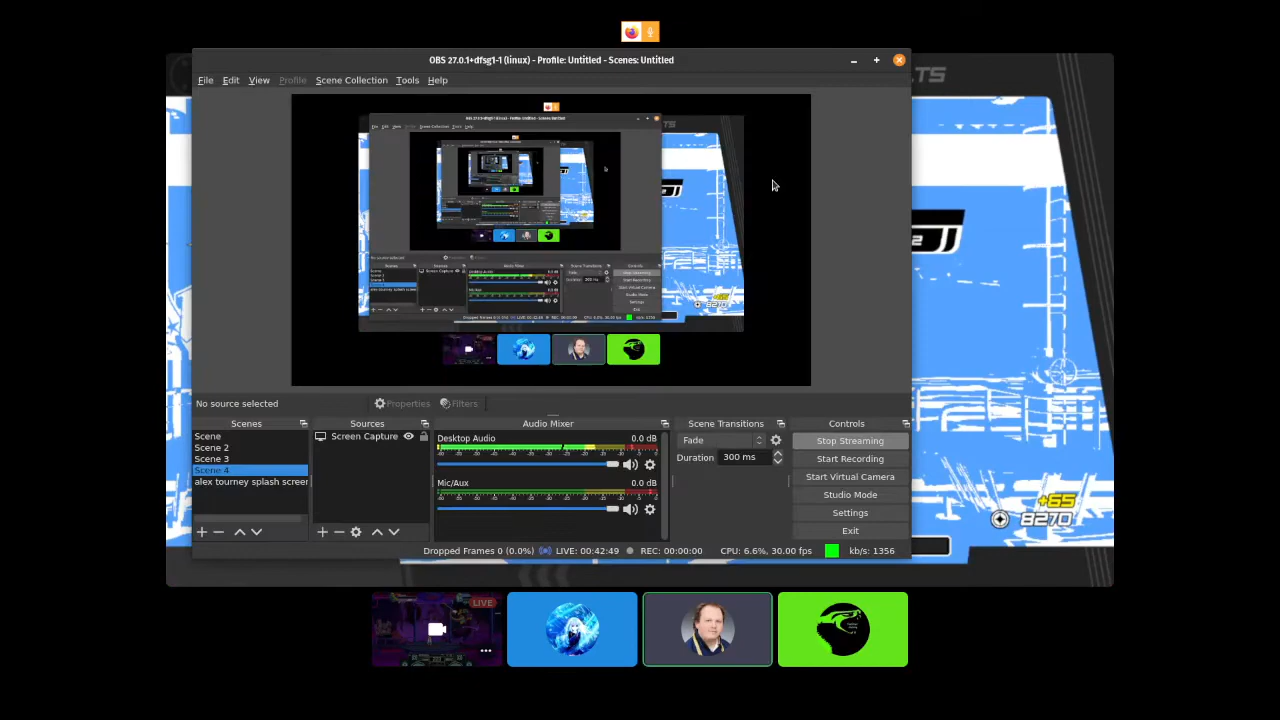 OBS 27.0.1+dfsg1-1 (linux) - Profile: Untitled - Scenes: Untitled
File Edit View Profile Scene Collection Tools Help
No source selected
Properties Filters
Scenes Sources Audio Mixer Scene Transitions Controls
Scene
Scene 2
Scene 3
Scene 4
alex tourney splash screen
Screen Capture
Desktop Audio 0.0 dB
Mic/Aux 0.0 dB
Fade
Duration 300 ms
Stop Streaming
Start Recording
Start Virtual Camera
Studio Mode
Settings
Exit
Dropped Frames 0 (0.0%) LIVE: 00:42:49 REC: 00:00:00 CPU: 6.6%, 30.00 fps kb/s: 1356
+65
8270
LIVE